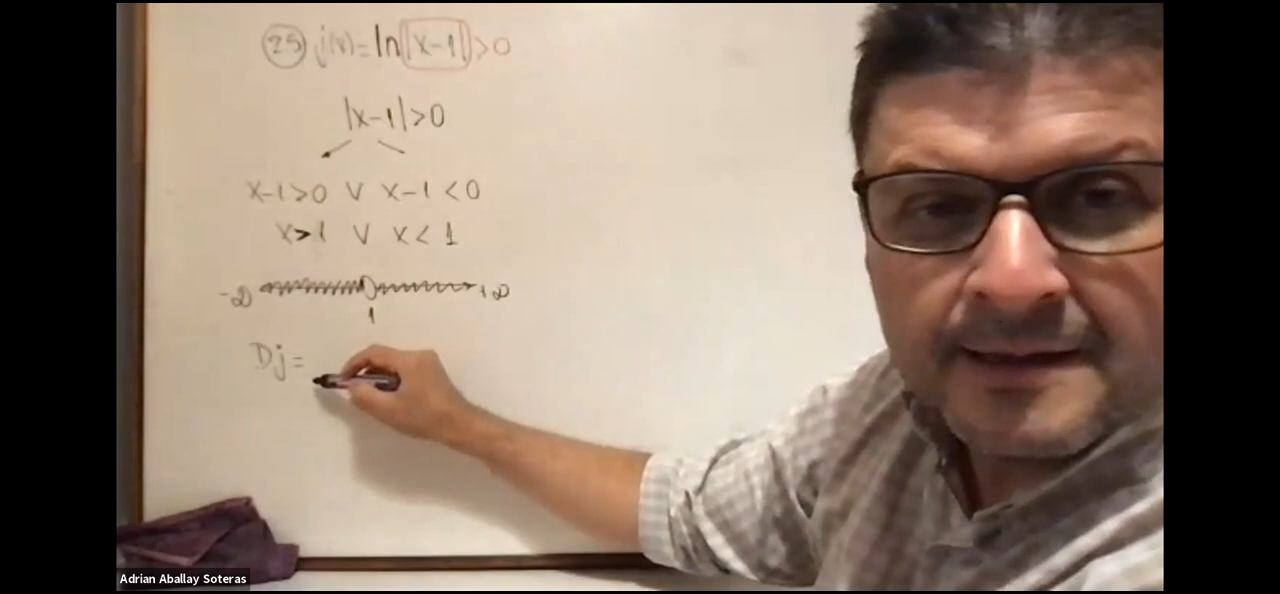 25 j(x)=ln|x-1|>0
|x-1|>0
x-1>0 V x-1<0
x>1 V x<1
-∞ +∞
1
Dj=
Adrian Aballay Soteras